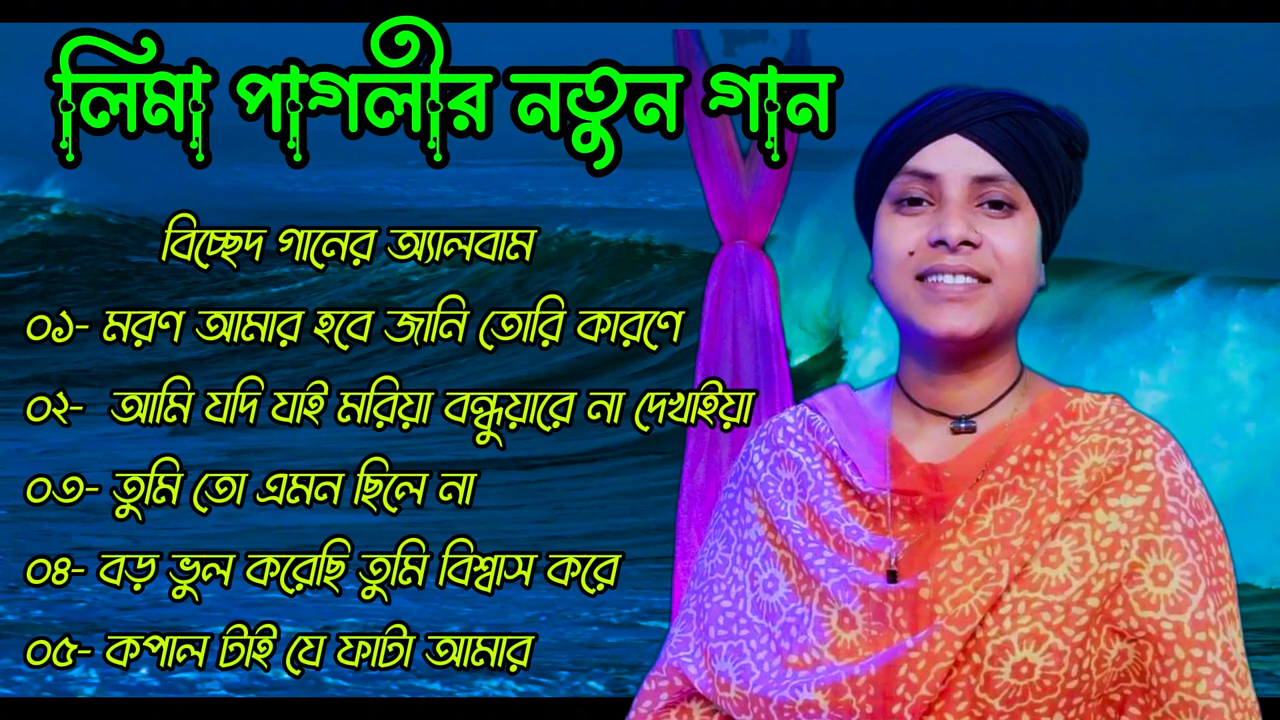 লিমা পাগলীর নতুন গান
বিচ্ছেদ গানের অ্যালবাম
০১- মরণ আমার হবে জানি তোরি কারণে
০২- আমি যদি যাই মরিয়া বন্ধুয়ারে না দেখাইয়া
০৩- তুমি তো এমন ছিলে না
০৪- বড় ভুল করেছি তুমি বিশ্বাস করে
০৫- কপাল টাই যে ফাটা আমার